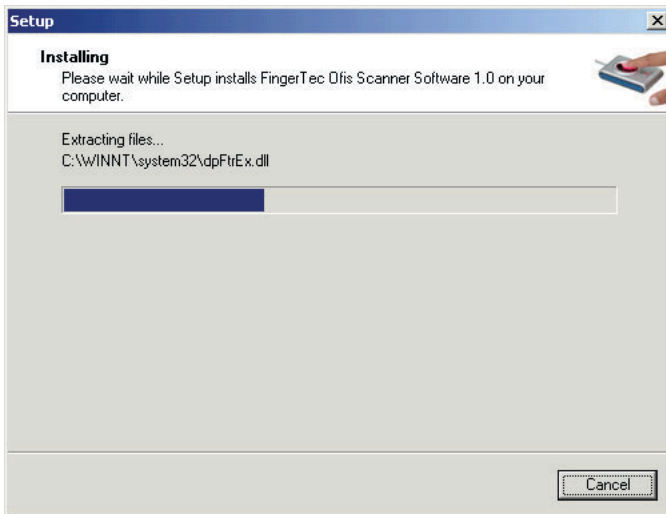 Setup
Installing
Please wait while Setup installs FingerTec Ofis Scanner Software 1.0 on your
computer.
Extracting files...
C:\WINNT\system32\dpFtrEx.dll
Cancel